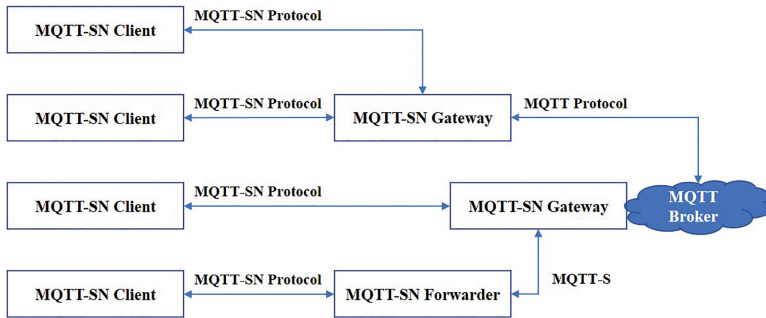 MQTT-SN Client
MQTT-SN Protocol
MQTT-SN Client
MQTT-SN Protocol
MQTT-SN Gateway
MQTT Protocol
MQTT-SN Client
MQTT-SN Protocol
MQTT-SN Gateway
MQTT
Broker
MQTT-SN Client
MQTT-SN Protocol
MQTT-SN Forwarder
MQTT-S